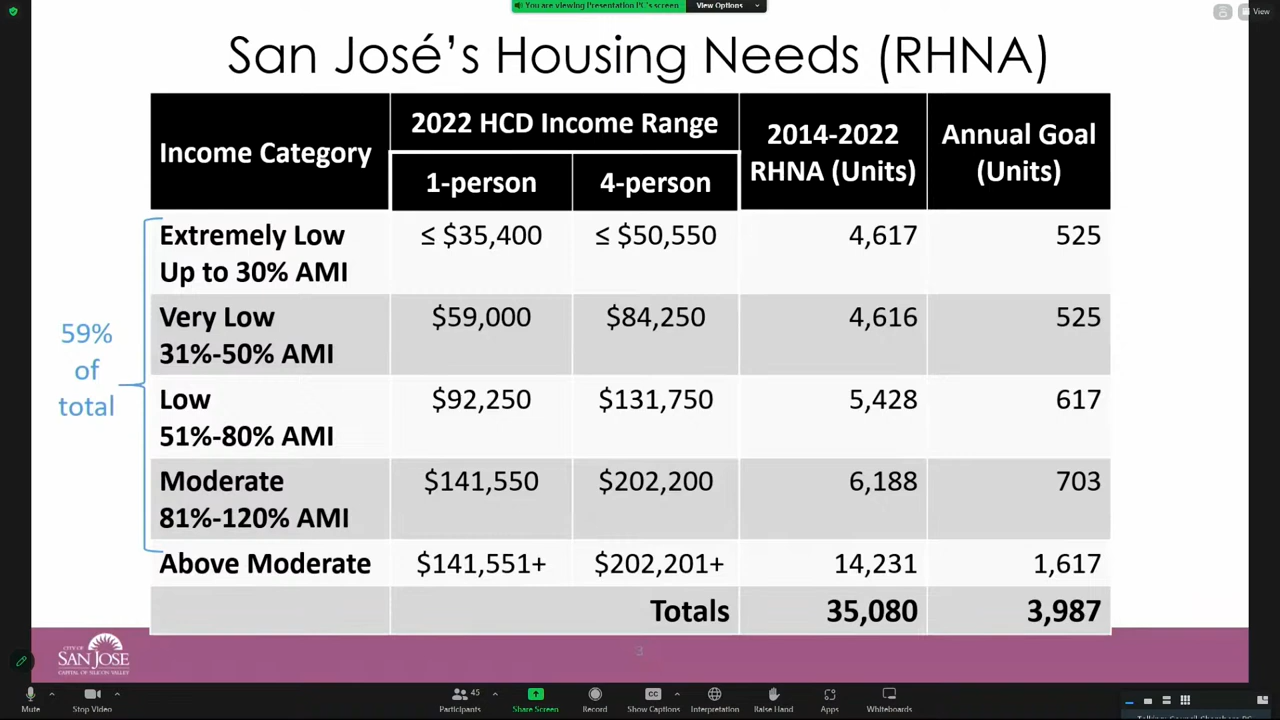 You are viewing Presentation PC's screen
View Options
View
San José's Housing Needs (RHNA)
Income Category
2022 HCD Income Range
1-person
4-person
2014-2022
RHNA (Units)
Annual Goal
(Units)
Extremely Low
Up to 30% AMI
≤ $35,400
≤ $50,550
4,617
525
Very Low
31%-50% AMI
$59,000
$84,250
4,616
525
Low
51%-80% AMI
$92,250
$131,750
5,428
617
Moderate
81%-120% AMI
$141,550
$202,200
6,188
703
Above Moderate
$141,551+
$202,201+
14,231
1,617
Totals
35,080
3,987
59%
of
total
CITY OF
SAN JOSE
CAPITAL OF SILICON VALLEY
3
Mute
Stop Video
45
Participants
Share Screen
Record
CC
Show Captions
Interpretation
Raise Hand
Apps
Whiteboards